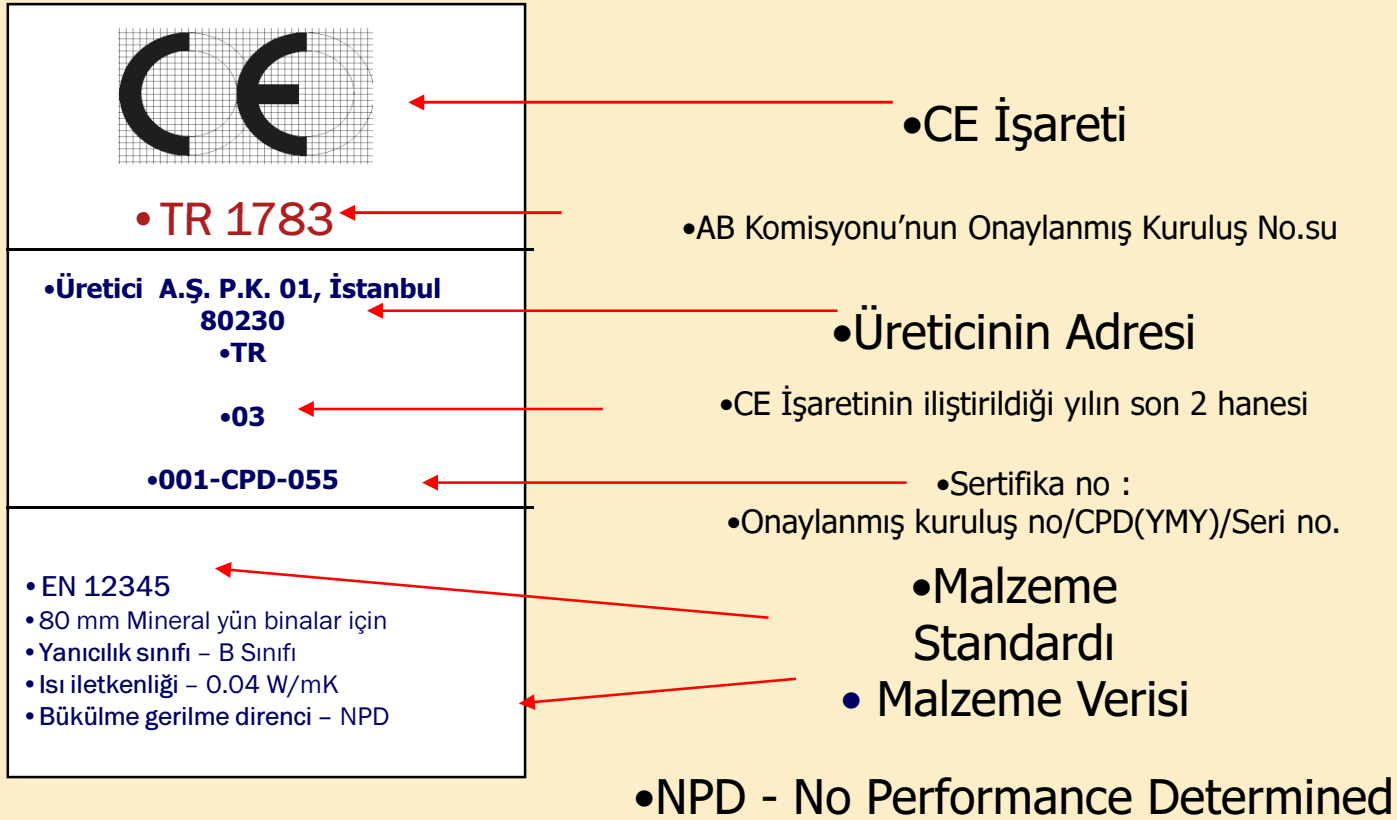 CE
•CE İşareti
• TR 1783
•AB Komisyonu’nun Onaylanmış Kuruluş No.su
•Üretici  A.Ş. P.K. 01, İstanbul
80230
•TR
•Üreticinin Adresi
•03
•CE İşaretinin iliştirildiği yılın son 2 hanesi
•001-CPD-055
•Sertifika no :
•Onaylanmış kuruluş no/CPD(YMY)/Seri no.
• EN 12345
• 80 mm Mineral yün binalar için
• Yanıcılık sınıfı – B Sınıfı
• Isı iletkenliği – 0.04 W/mK
• Bükülme gerilme direnci – NPD
•Malzeme
Standardı
• Malzeme Verisi
•NPD - No Performance Determined